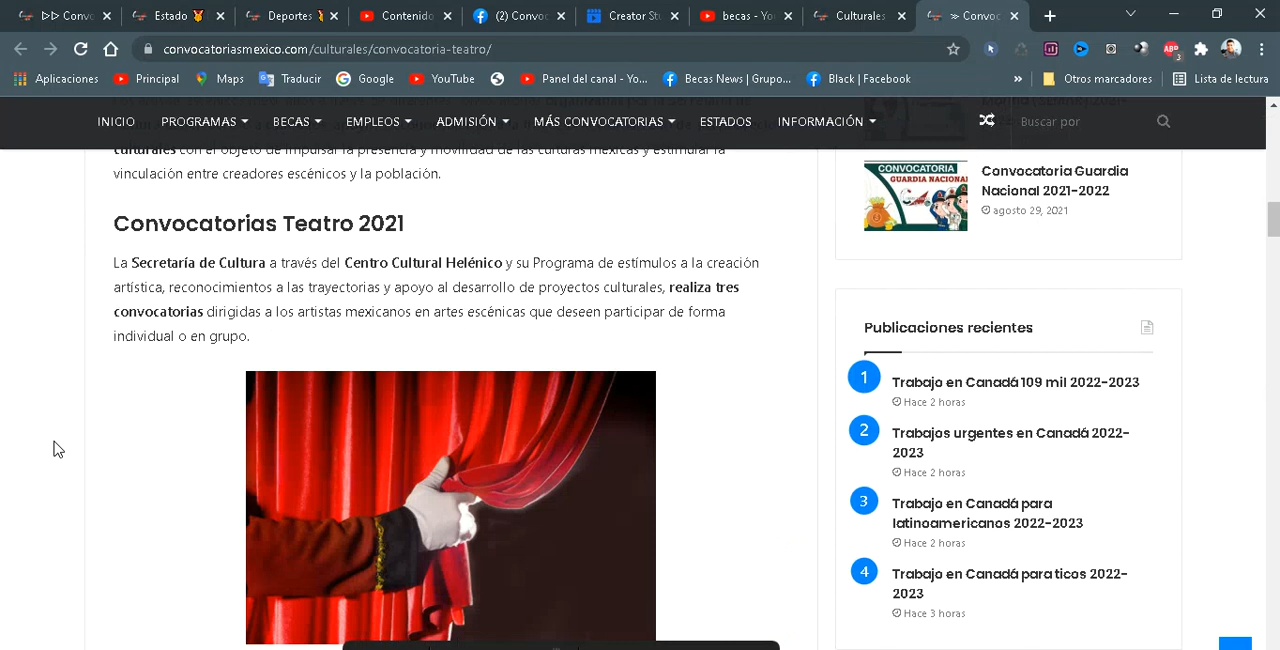 ▷▷ Convo
Estado 🏅
Deportes
Contenido
(2) Convoc
Creator Stu
becas - Yo
Culturales
≫ Convoc
convocatoriasmexico.com/culturales/convocatoria-teatro/
Aplicaciones
Principal
Maps
Traducir
Google
YouTube
Panel del canal - Yo...
Becas News | Grupo...
Black | Facebook
»
Otros marcadores
Lista de lectura
ABP
3
INICIO
PROGRAMAS
BECAS
EMPLEOS
ADMISIÓN
MÁS CONVOCATORIAS
ESTADOS
INFORMACIÓN
Buscar por
culturales con el objeto de impulsar la presencia y movilidad de las culturas mexicas y estimular la
vinculación entre creadores escénicos y la población.
Convocatorias Teatro 2021
La Secretaría de Cultura a través del Centro Cultural Helénico y su Programa de estímulos a la creación
artística, reconocimientos a las trayectorias y apoyo al desarrollo de proyectos culturales, realiza tres
convocatorias dirigidas a los artistas mexicanos en artes escénicas que deseen participar de forma
individual o en grupo.
CONVOCATORIA
GUARDIA NACIONAL
Convocatoria Guardia
Nacional 2021-2022
agosto 29, 2021
Publicaciones recientes
1
Trabajo en Canadá 109 mil 2022-2023
Hace 2 horas
2
Trabajos urgentes en Canadá 2022-
2023
Hace 2 horas
3
Trabajo en Canadá para
latinoamericanos 2022-2023
Hace 2 horas
4
Trabajo en Canadá para ticos 2022-
2023
Hace 3 horas